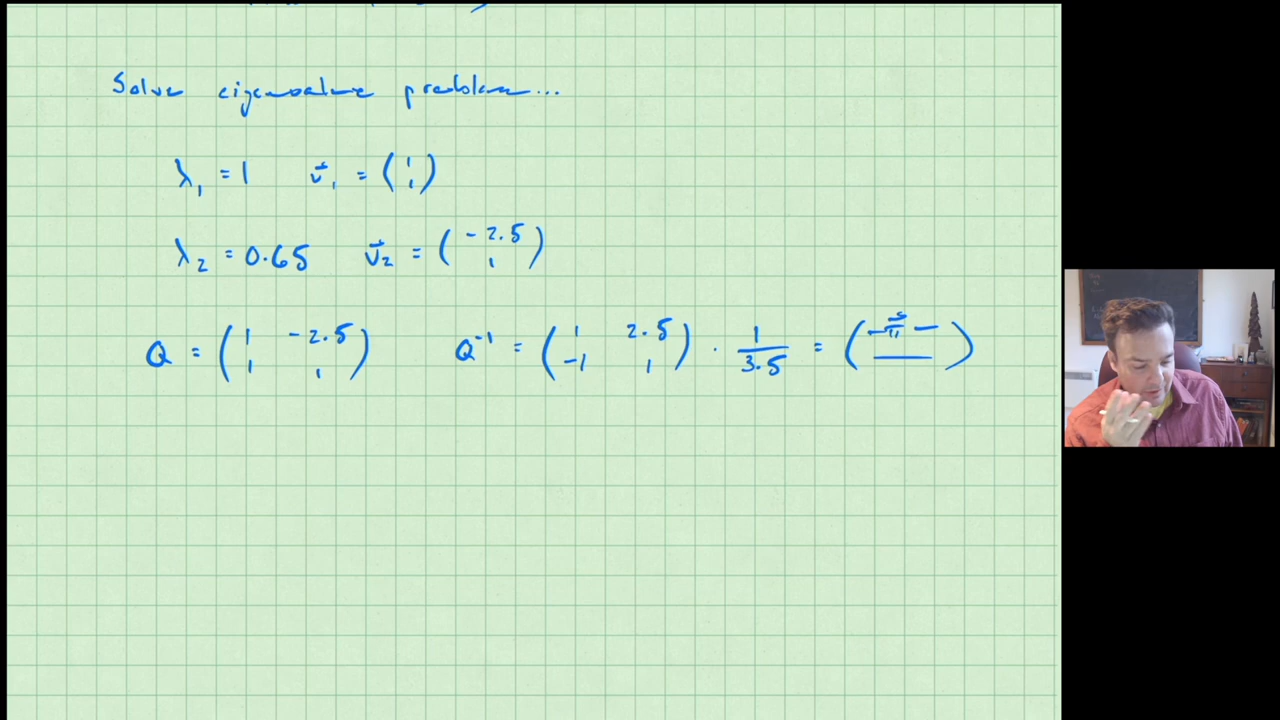 Solve eigenvalue problem...
λ₁ = 1 v⃗₁ = (1 1)
λ₂ = 0.65 v⃗₂ = (-2.5 1)
Q = (1 -2.5 1 1) Q⁻¹ = (1 2.5 -1 1) · 1/3.5 = ( π⃗ )